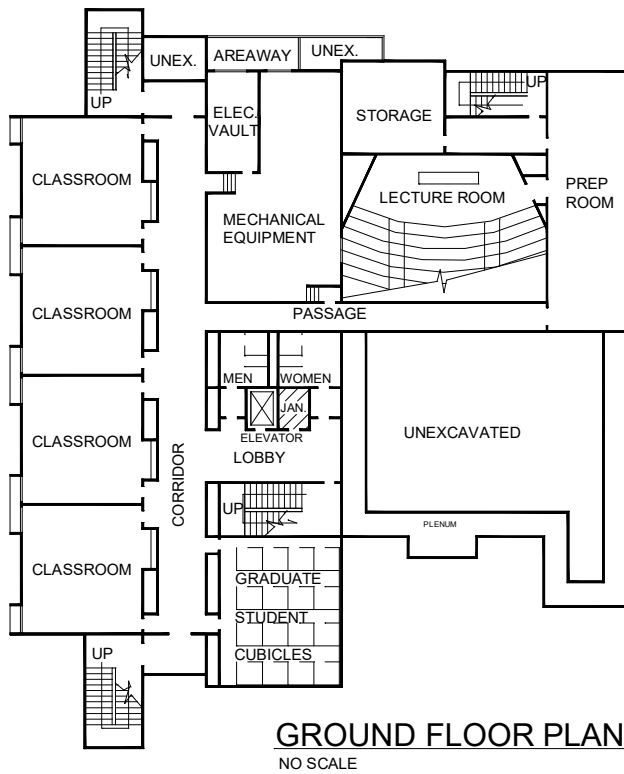 UNEX.
AREAWAY
UNEX.
UP
UP
ELEC.
VAULT
STORAGE
CLASSROOM
LECTURE ROOM
PREP
ROOM
MECHANICAL
EQUIPMENT
CLASSROOM
PASSAGE
MEN
WOMEN
JAN.
ELEVATOR
LOBBY
UNEXCAVATED
CLASSROOM
CORRIDOR
UP
PLENUM
CLASSROOM
GRADUATE
STUDENT
CUBICLES
UP
GROUND FLOOR PLAN
NO SCALE